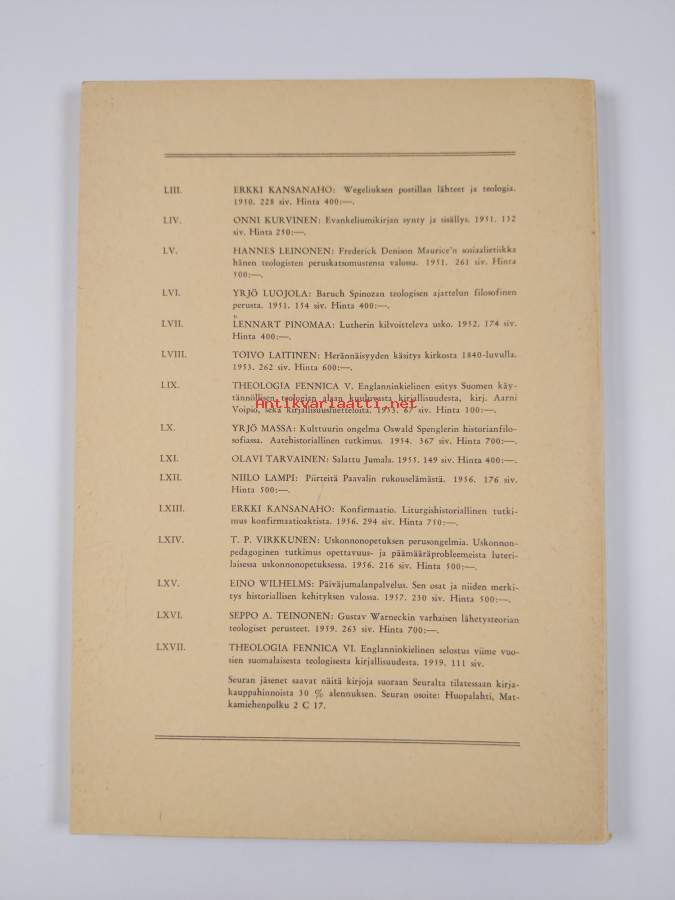 LIII. ERKKI KANSANAHO: Wegeliuksen postillan lähteet ja teologia.
1950. 228 siv. Hinta 400:—.
LIV. ONNI KURVINEN: Evankeliumikirjan synty ja sisällys. 1951. 132
siv. Hinta 250:—.
LV. HANNES LEINONEN: Frederick Denison Maurice'n sosiaalietiikka
hänen teologisten peruskatsomustensa valossa. 1951. 261 siv. Hinta
500:—.
LVI. YRJÖ LUOJOLA: Baruch Spinozan teologisen ajattelun filosofinen
perusta. 1951. 154 siv. Hinta 400:—.
LVII. LENNART PINOMAA: Lutherin kilvoitteleva usko. 1952. 174 siv.
Hinta 400:—.
LVIII. TOIVO LAITINEN: Herännäisyyden käsitys kirkosta 1840-luvulla.
1953. 262 siv. Hinta 600:—.
LIX. THEOLOGIA FENNICA V. Englanninkielinen esitys Suomen käy-
tännöllisen teologian alaan kuuluvasta kirjallisuudesta, kirj. Aarni
Antikvariaatti.net
Voipio, sekä kirjallisuusluetteloita. 1953. 67 siv. Hinta 100:—.
LX. YRJÖ MASSA: Kulttuurin ongelma Oswald Spenglerin historianfilo-
sofiassa. Aatehistoriallinen tutkimus. 1954. 367 siv. Hinta 700:—.
LXI. OLAVI TARVAINEN: Salattu Jumala. 1955. 149 siv. Hinta 400:—.
LXII. NIILO LAMPI: Piirteitä Paavalin rukouselämästä. 1956. 176 siv.
Hinta 500:—.
LXIII. ERKKI KANSANAHO: Konfirmaatio. Liturgishistoriallinen tutki-
mus konfirmaatioaktista. 1956. 294 siv. Hinta 750:—.
LXIV. T. P. VIRKKUNEN: Uskonnonopetuksen perusongelmia. Uskonnon-
pedagoginen tutkimus opettavuus- ja päämääräprobleemeista luteri-
laisessa uskonnonopetuksessa. 1956. 216 siv. Hinta 500:—.
LXV. EINO WILHELMS: Päiväjumalanpalvelus. Sen osat ja niiden merki-
tys historiallisen kehityksen valossa. 1957. 230 siv. Hinta 500:—.
LXVI. SEPPO A. TEINONEN: Gustav Warneckin varhaisen lähetysteorian
teologiset perusteet. 1959. 263 siv. Hinta 700:—.
LXVII. THEOLOGIA FENNICA VI. Englanninkielinen selostus viime vuo-
sien suomalaisesta teologisesta kirjallisuudesta. 1959. 111 siv.
Seuran jäsenet saavat näitä kirjoja suoraan Seuralta tilatessaan kirja-
kauppahinnoista 30 % alennuksen. Seuran osoite: Huopalahti, Mat-
kamiehenpolku 2 C 17.